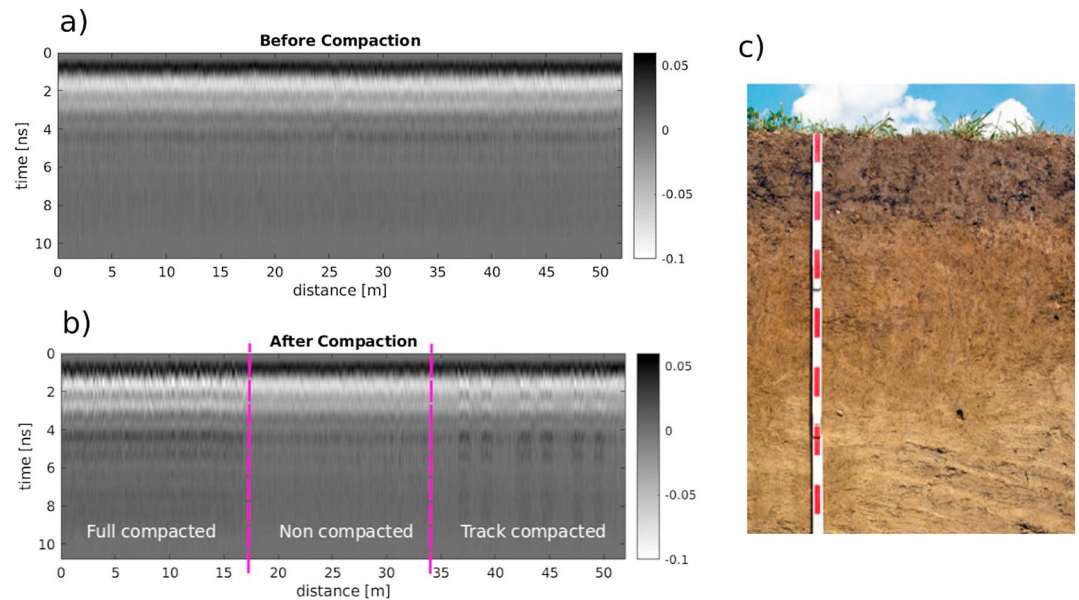 a)
Before Compaction
0
2
4
6
8
10
time [ns]
0 5 10 15 20 25 30 35 40 45 50
distance [m]
0.05
0
-0.05
-0.1
b)
After Compaction
0
2
4
6
8
10
time [ns]
Full compacted Non compacted Track compacted
0 5 10 15 20 25 30 35 40 45 50
distance [m]
0.05
0
-0.05
-0.1
c)